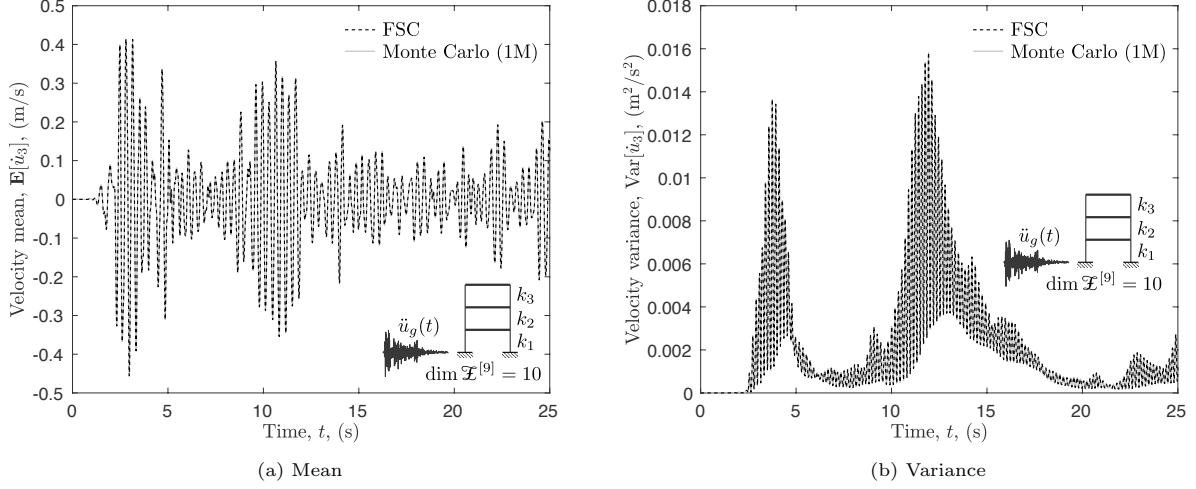 0.5
0.4
0.3
0.2
0.1
0
-0.1
-0.2
-0.3
-0.4
-0.5
Velocity mean, E[u̇₃], (m/s)
FSC
Monte Carlo (1M)
k₃
k₂
k₁
ü_g(t)
dim 𝒵^[9] = 10
0 5 10 15 20 25
Time, t, (s)
(a) Mean
0.018
0.016
0.014
0.012
0.01
0.008
0.006
0.004
0.002
0
Velocity variance, Var[u̇₃], (m²/s²)
FSC
Monte Carlo (1M)
k₃
k₂
k₁
ü_g(t)
dim 𝒵^[9] = 10
0 5 10 15 20 25
Time, t, (s)
(b) Variance